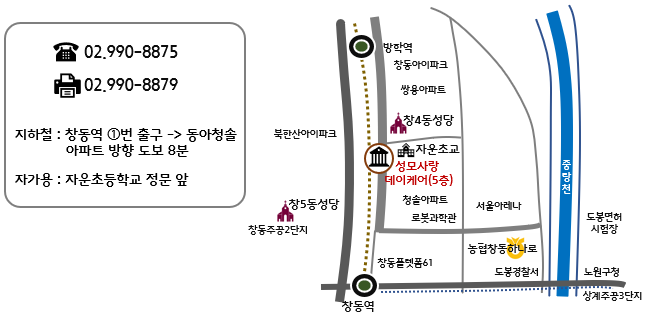 02.990-8875
02.990-8879
지하철 : 창동역 ①번 출구 -> 동아청솔
아파트 방향 도보 8분
자가용 : 자운초등학교 정문 앞
방학역
창동아이파크
쌍용아파트
창4동성당
북한산아이파크
자운초교
성모사랑
데이케어(5층)
중랑천
청솔아파트
서울아레나
창5동성당
로봇과학관
도봉면허
시험장
창동주공2단지
농협창동하나로
창동플랫폼61
도봉경찰서
노원구청
상계주공3단지
창동역